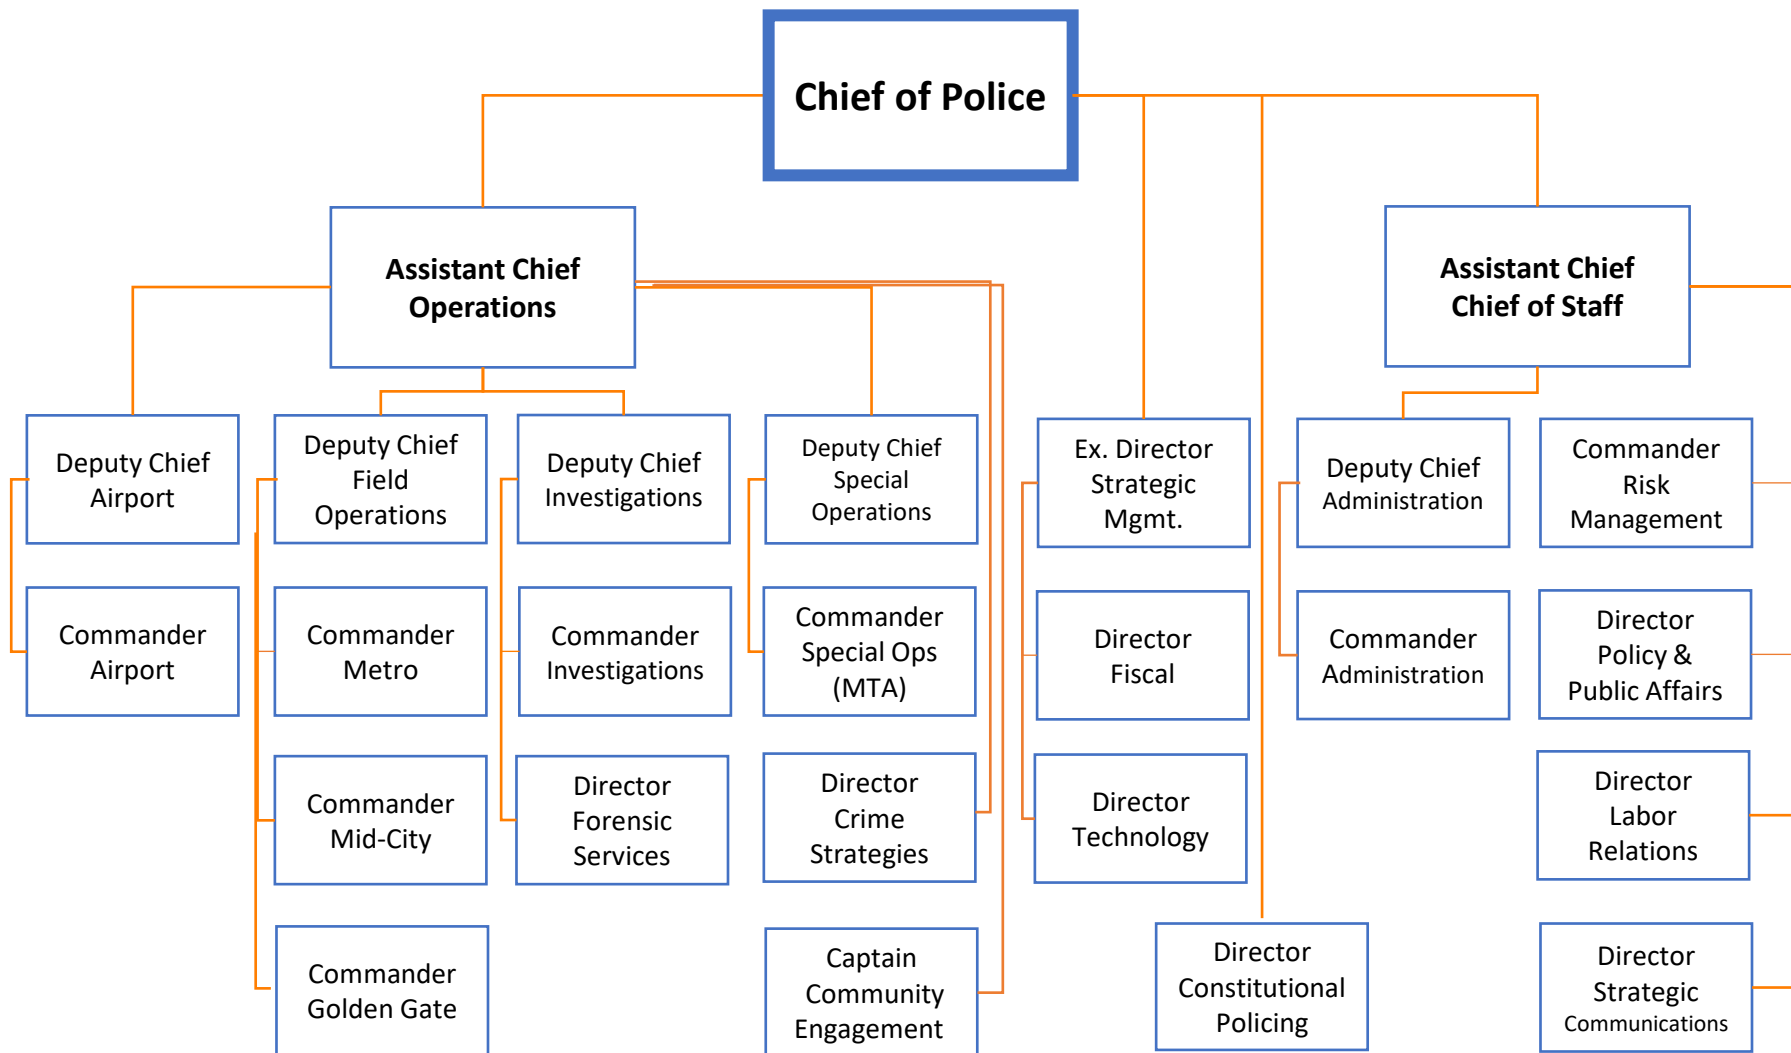 Chief of Police
Assistant Chief
Operations
Assistant Chief
Chief of Staff
Deputy Chief
Airport
Deputy Chief
Field
Operations
Deputy Chief
Investigations
Deputy Chief
Special
Operations
Ex. Director
Strategic
Mgmt.
Deputy Chief
Administration
Commander
Risk
Management
Commander
Airport
Commander
Metro
Commander
Investigations
Commander
Special Ops
(MTA)
Director
Fiscal
Commander
Administration
Director
Policy &
Public Affairs
Commander
Mid-City
Director
Forensic
Services
Director
Crime
Strategies
Director
Technology
Director
Labor
Relations
Commander
Golden Gate
Captain
Community
Engagement
Director
Constitutional
Policing
Director
Strategic
Communications